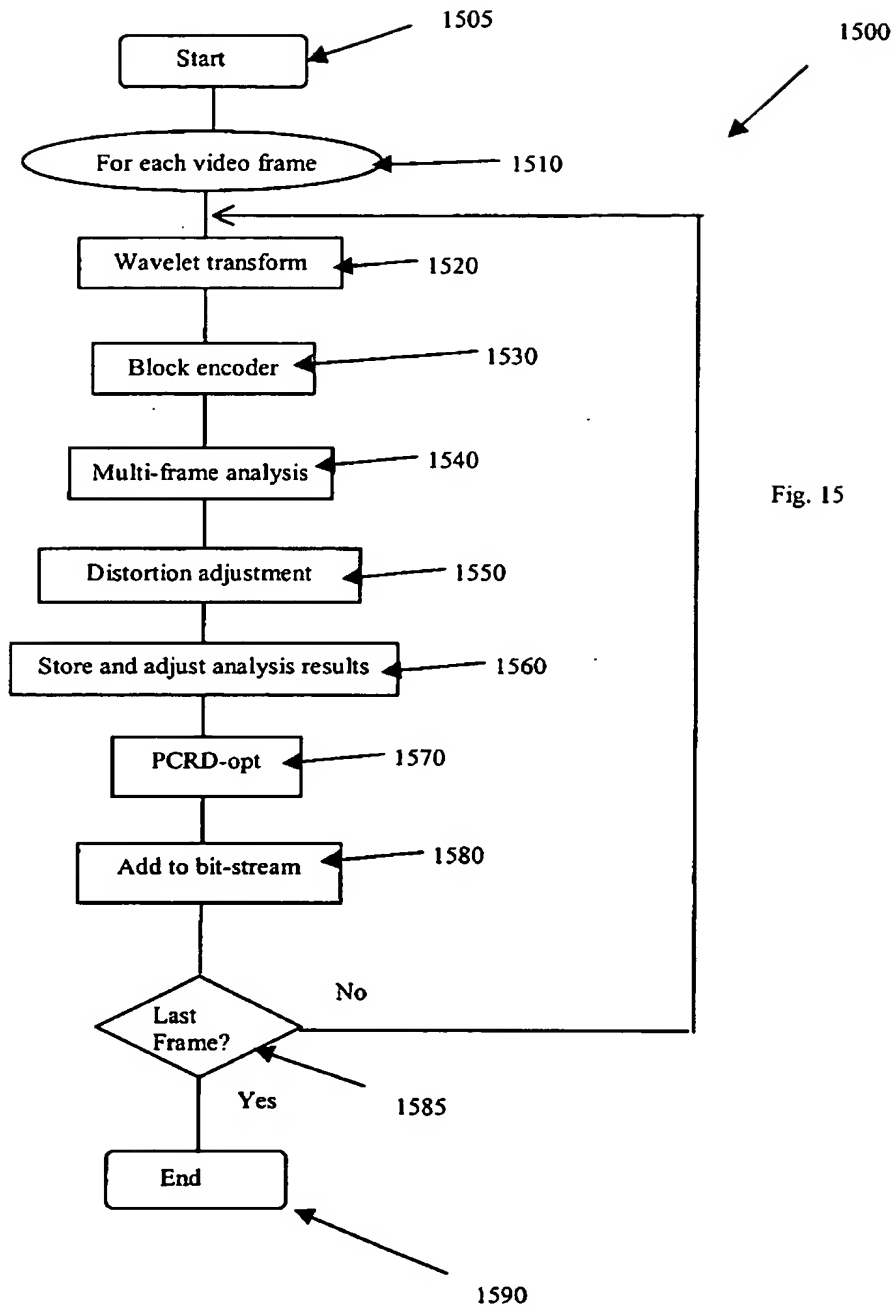 1505
1500
Start
For each video frame
1510
Wavelet transform
1520
Block encoder
1530
Multi-frame analysis
1540
Fig. 15
Distortion adjustment
1550
Store and adjust analysis results
1560
PCRD-opt
1570
Add to bit-stream
1580
No
Last
Frame?
Yes
1585
End
1590